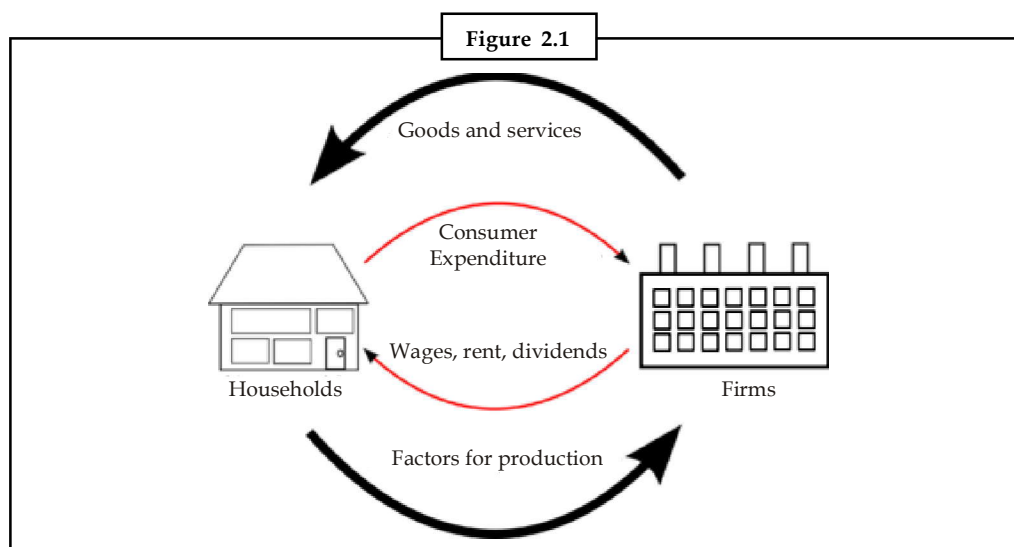 Figure 2.1
Goods and services
Consumer
Expenditure
Wages, rent, dividends
Households
Firms
Factors for production